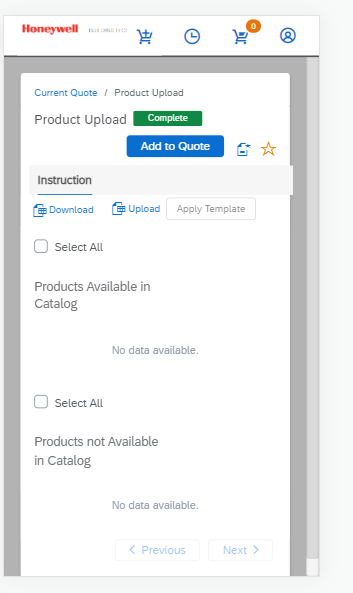 Honeywell
0
Current Quote / Product Upload
Product Upload Complete
Add to Quote
Instruction
Download Upload Apply Template
Select All
Products Available in
Catalog
No data available.
Select All
Products not Available
in Catalog
No data available.
Previous Next